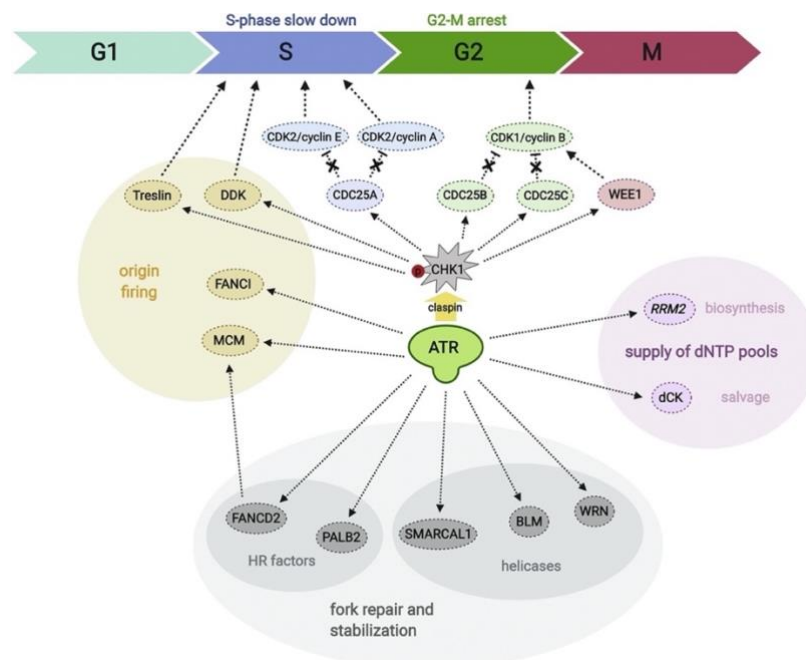 S-phase slow down
G2-M arrest
G1
S
G2
M
CDK2/cyclin E
CDK2/cyclin A
CDK1/cyclin B
Treslin
DDK
CDC25A
CDC25B
CDC25C
WEE1
origin
firing
p
CHK1
FANCI
claspin
RRM2
biosynthesis
MCM
ATR
supply of dNTP pools
dCK
salvage
FANCD2
PALB2
SMARCAL1
BLM
WRN
HR factors
helicases
fork repair and
stabilization